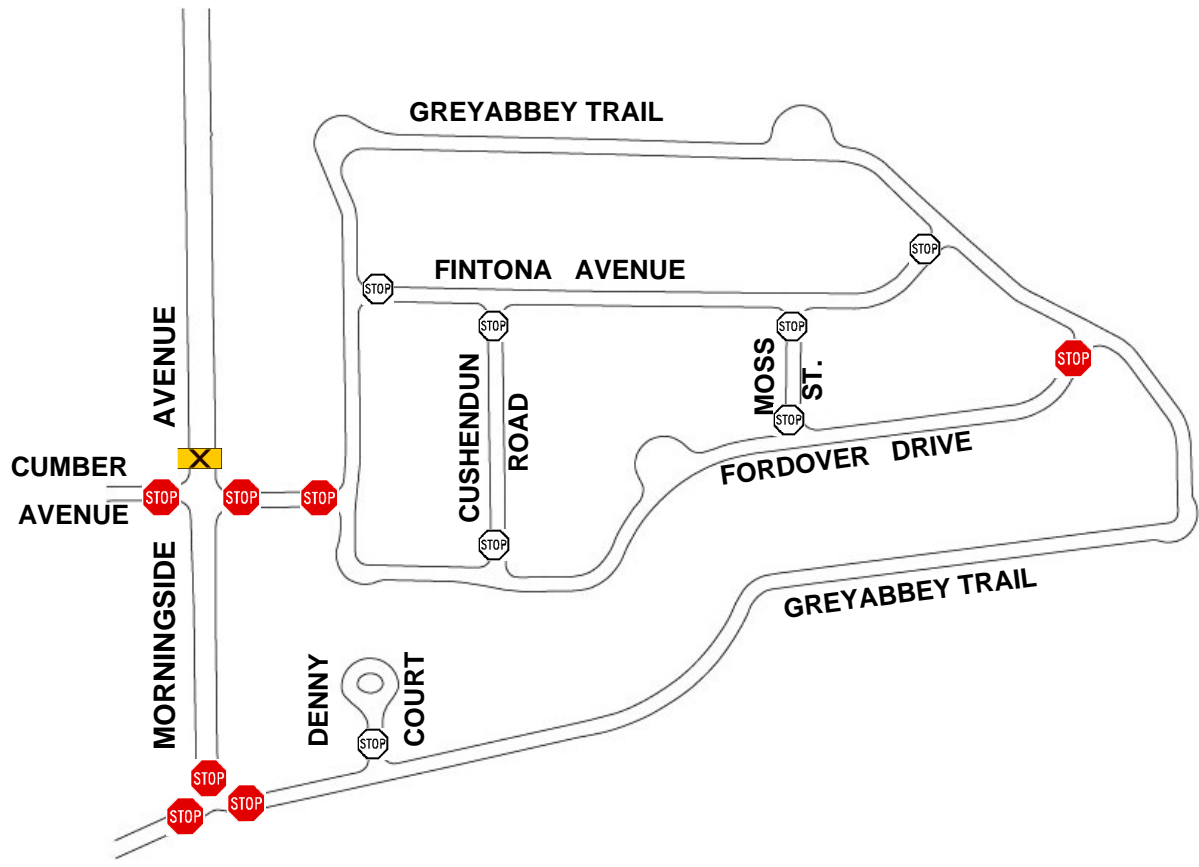 GREYABBEY TRAIL
STOP
FINTONA AVENUE
STOP
STOP
STOP
STOP
MORNINGSIDE AVENUE
CUSHENDUN
ROAD
MOSS
ST.
STOP
FORDOVER DRIVE
CUMBER
AVENUE
STOP
STOP
STOP
STOP
GREYABBEY TRAIL
DENNY
COURT
STOP
STOP
STOP
STOP